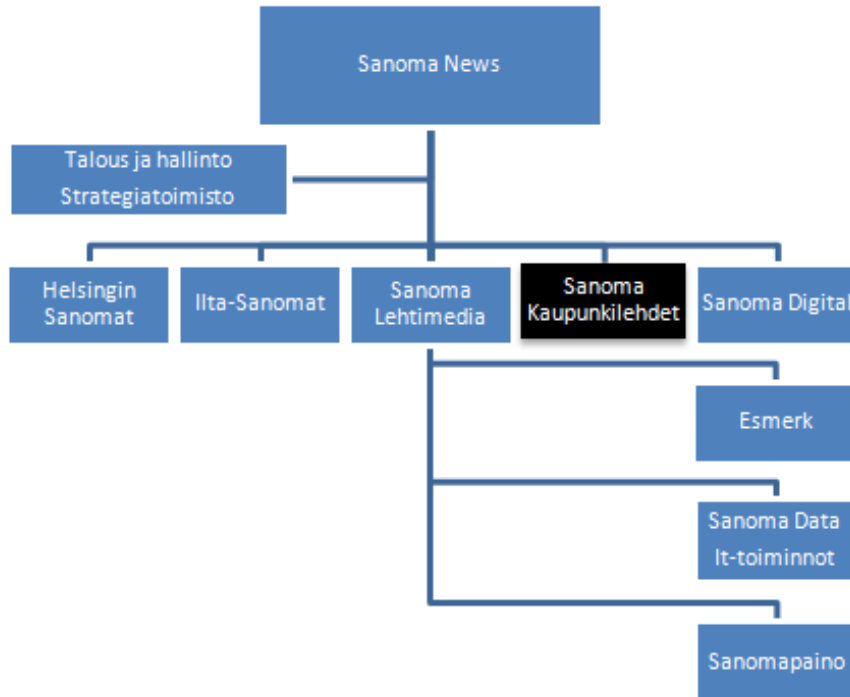 Sanoma News
Talous ja hallinto
Strategiatoimisto
Helsingin
Sanomat
Ilta-Sanomat
Sanoma
Lehtimedia
Sanoma
Kaupunkilehdet
Sanoma Digital
Esmerk
Sanoma Data
It-toiminnot
Sanomapaino